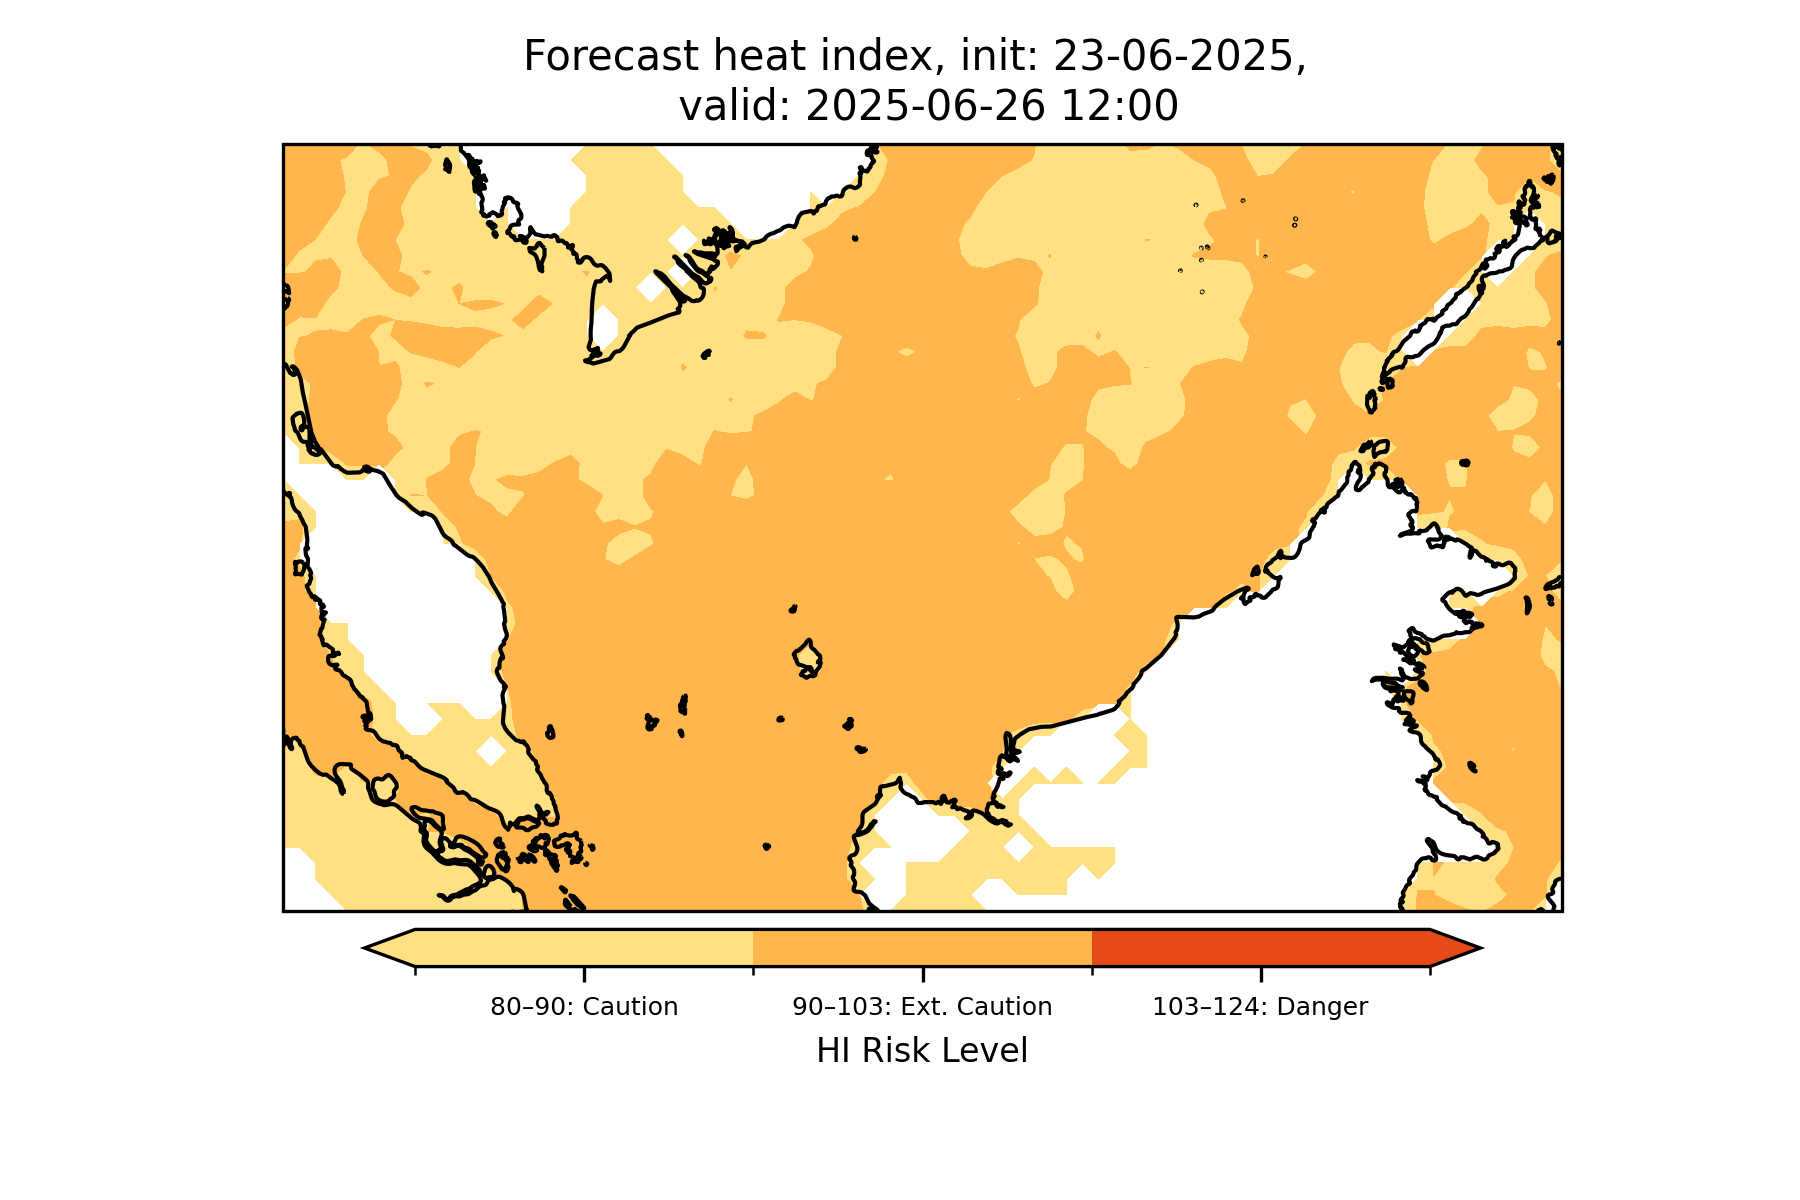 Forecast heat index, init: 23-06-2025,
valid: 2025-06-26 12:00
80–90: Caution
90–103: Ext. Caution
103–124: Danger
HI Risk Level